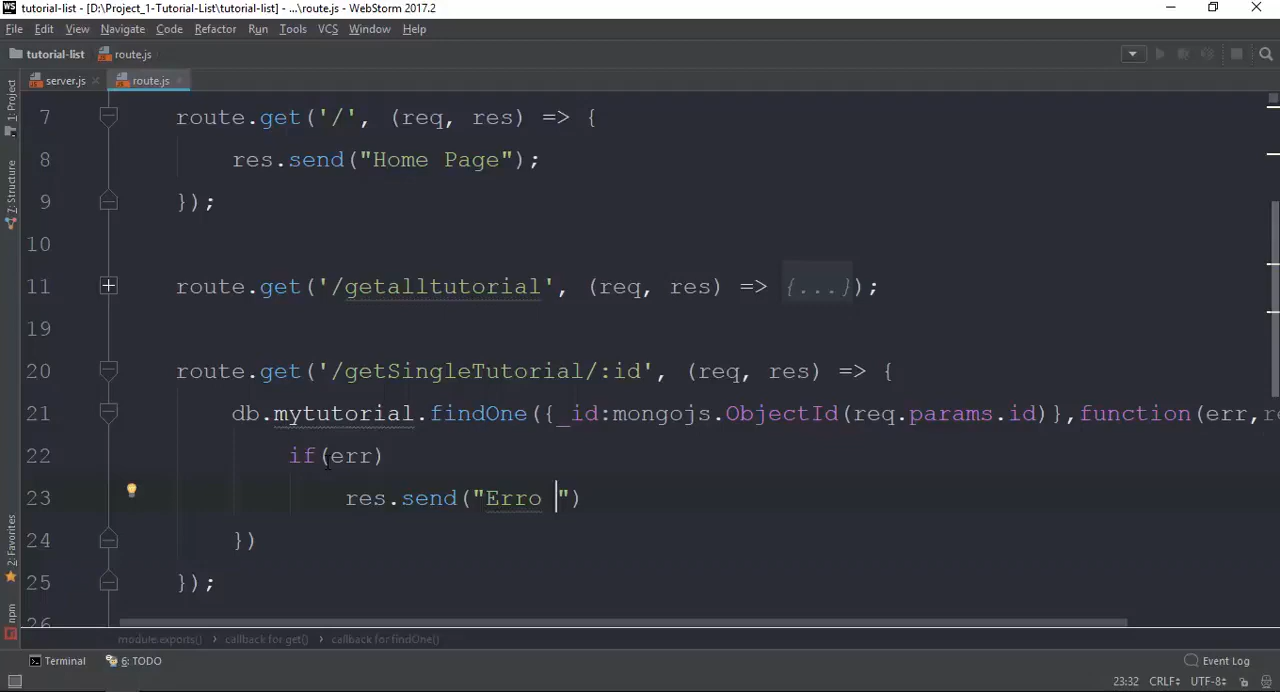 tutorial-list - [D:\Project_1-Tutorial-List\tutorial-list] - ...\route.js - WebStorm 2017.2
File Edit View Navigate Code Refactor Run Tools VCS Window Help
tutorial-list route.js
server.js route.js
1: Project
7: Structure
2: Favorites
npm
7 route.get('/', (req, res) => {
8 res.send("Home Page");
9 });
10
11 route.get('/getalltutorial', (req, res) => {...});
19
20 route.get('/getSingleTutorial/:id', (req, res) => {
21 db.mytutorial.findOne({_id:mongojs.ObjectId(req.params.id)},function(err,re
22 if(err)
23 res.send("Erro ")
24 })
25 });
26
module.exports() callback for get() callback for findOne()
Terminal 6: TODO Event Log
23:32 CRLF UTF-8